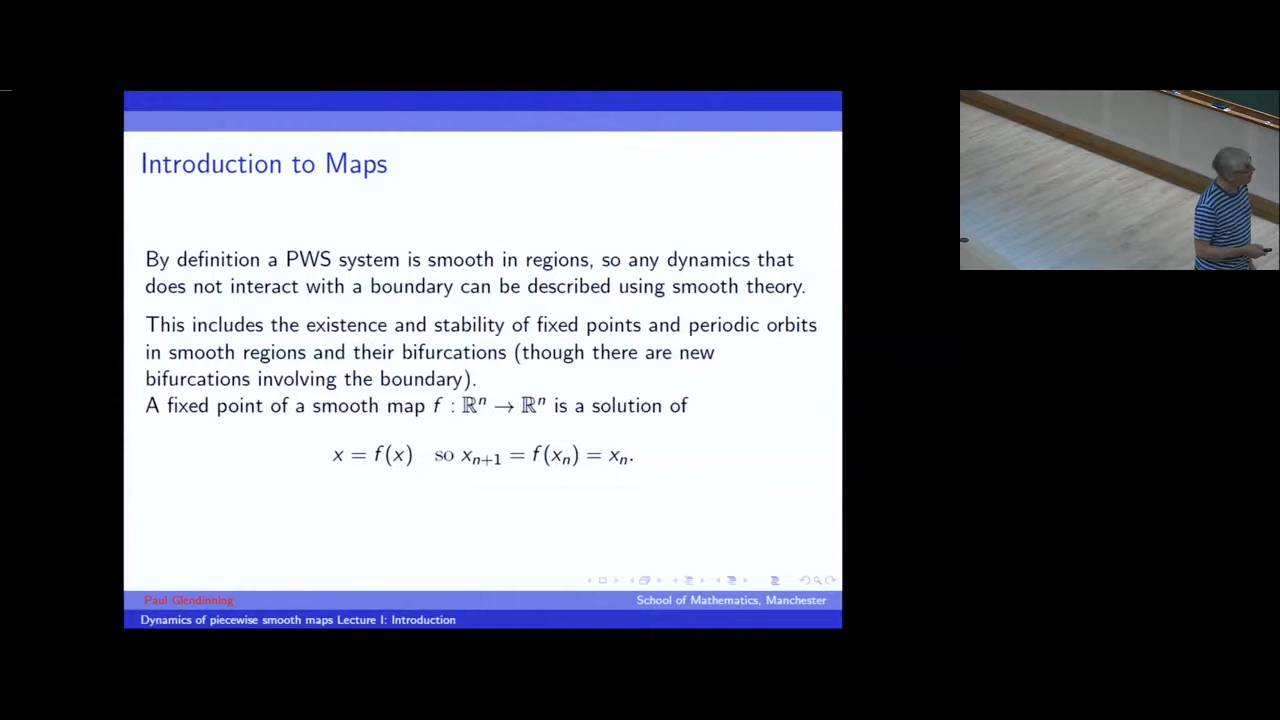 Introduction to Maps
By definition a PWS system is smooth in regions, so any dynamics that
does not interact with a boundary can be described using smooth theory.
This includes the existence and stability of fixed points and periodic orbits
in smooth regions and their bifurcations (though there are new
bifurcations involving the boundary).
A fixed point of a smooth map f : ℝⁿ → ℝⁿ is a solution of
x = f(x) so xₙ₊₁ = f(xₙ) = xₙ.
Paul Glendinning School of Mathematics, Manchester
Dynamics of piecewise smooth maps Lecture I: Introduction